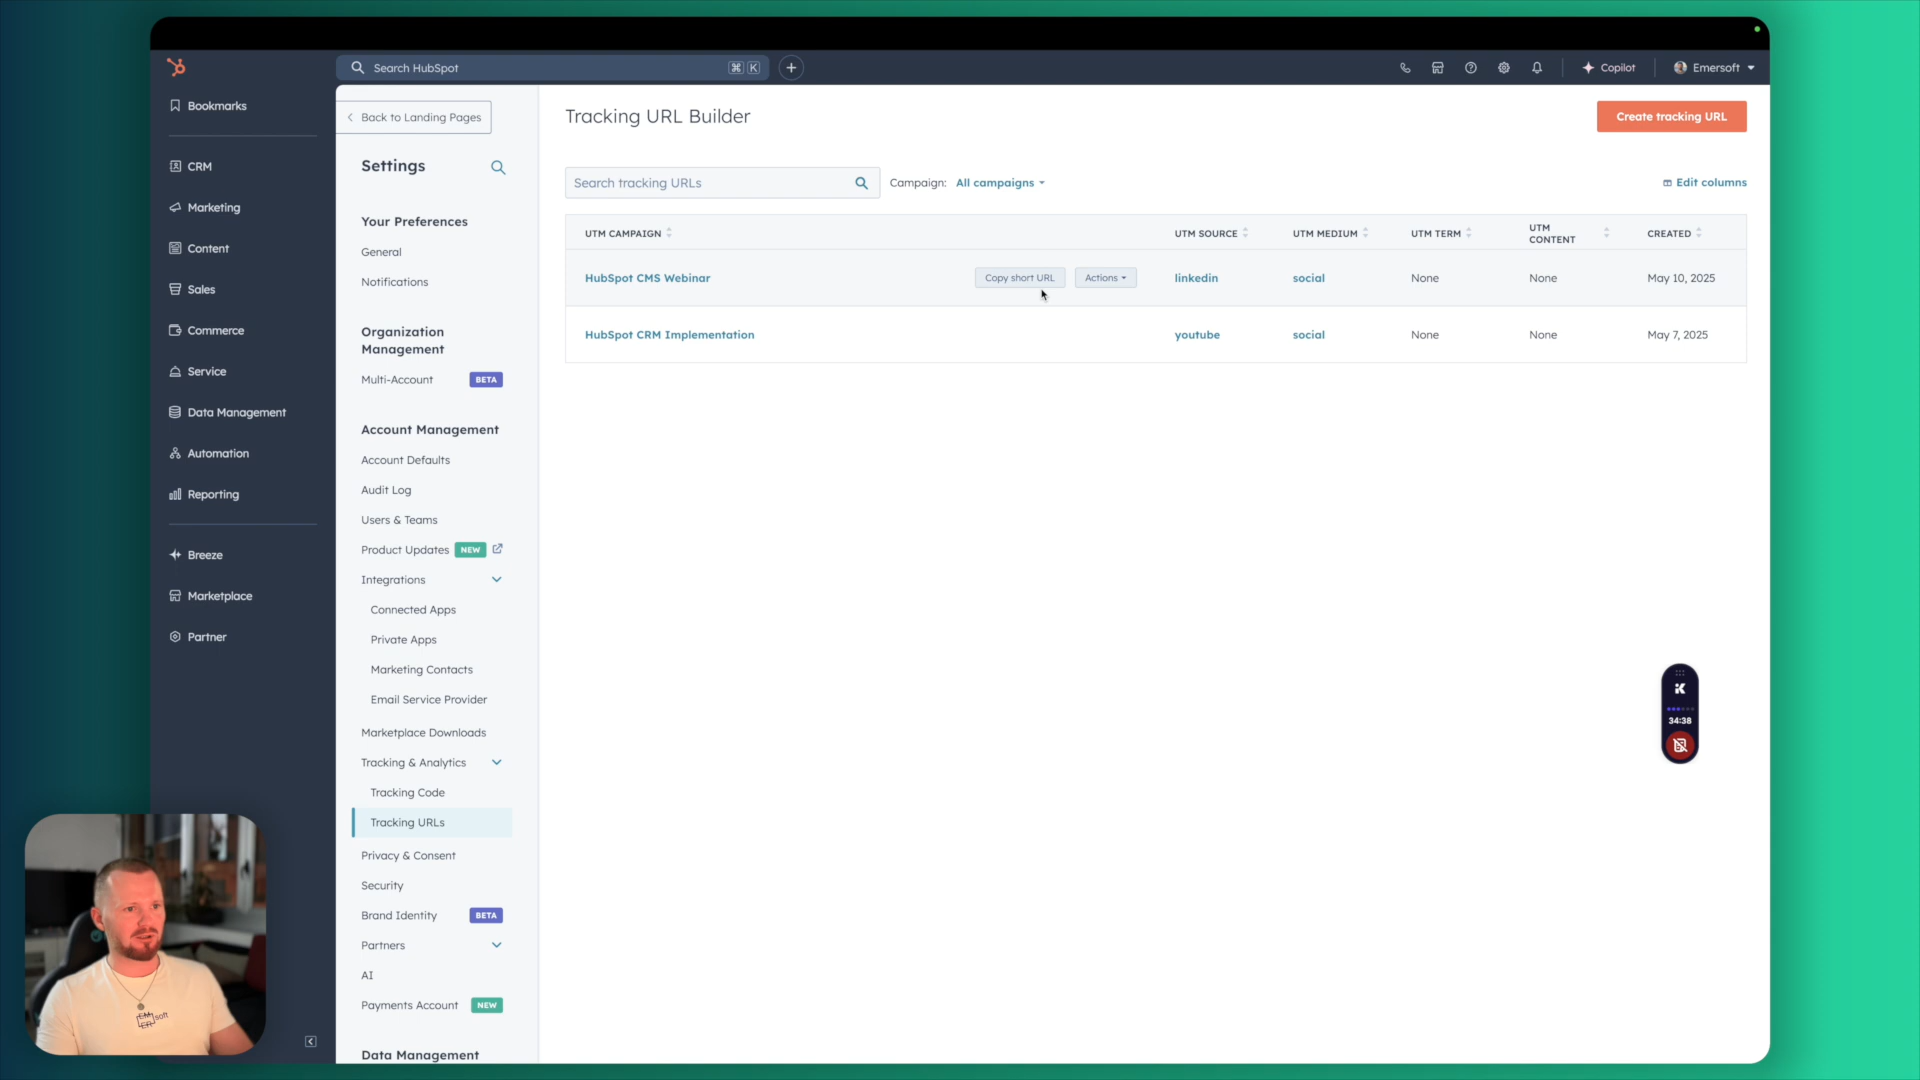 Search HubSpot
⌘ K
Copilot
Emersoft
Bookmarks
CRM
Marketing
Content
Sales
Commerce
Service
Data Management
Automation
Reporting
Breeze
Marketplace
Partner
Back to Landing Pages
Settings
Your Preferences
General
Notifications
Organization
Management
Multi-Account BETA
Account Management
Account Defaults
Audit Log
Users & Teams
Product Updates NEW
Integrations
Connected Apps
Private Apps
Marketing Contacts
Email Service Provider
Marketplace Downloads
Tracking & Analytics
Tracking Code
Tracking URLs
Privacy & Consent
Security
Brand Identity BETA
Partners
AI
Payments Account NEW
Data Management
Tracking URL Builder
Create tracking URL
Search tracking URLs
Campaign: All campaigns
Edit columns
UTM CAMPAIGN UTM SOURCE UTM MEDIUM UTM TERM UTM CONTENT CREATED
HubSpot CMS Webinar Copy short URL Actions linkedin social None None May 10, 2025
HubSpot CRM Implementation youtube social None None May 7, 2025
34:38
EM
ER soft